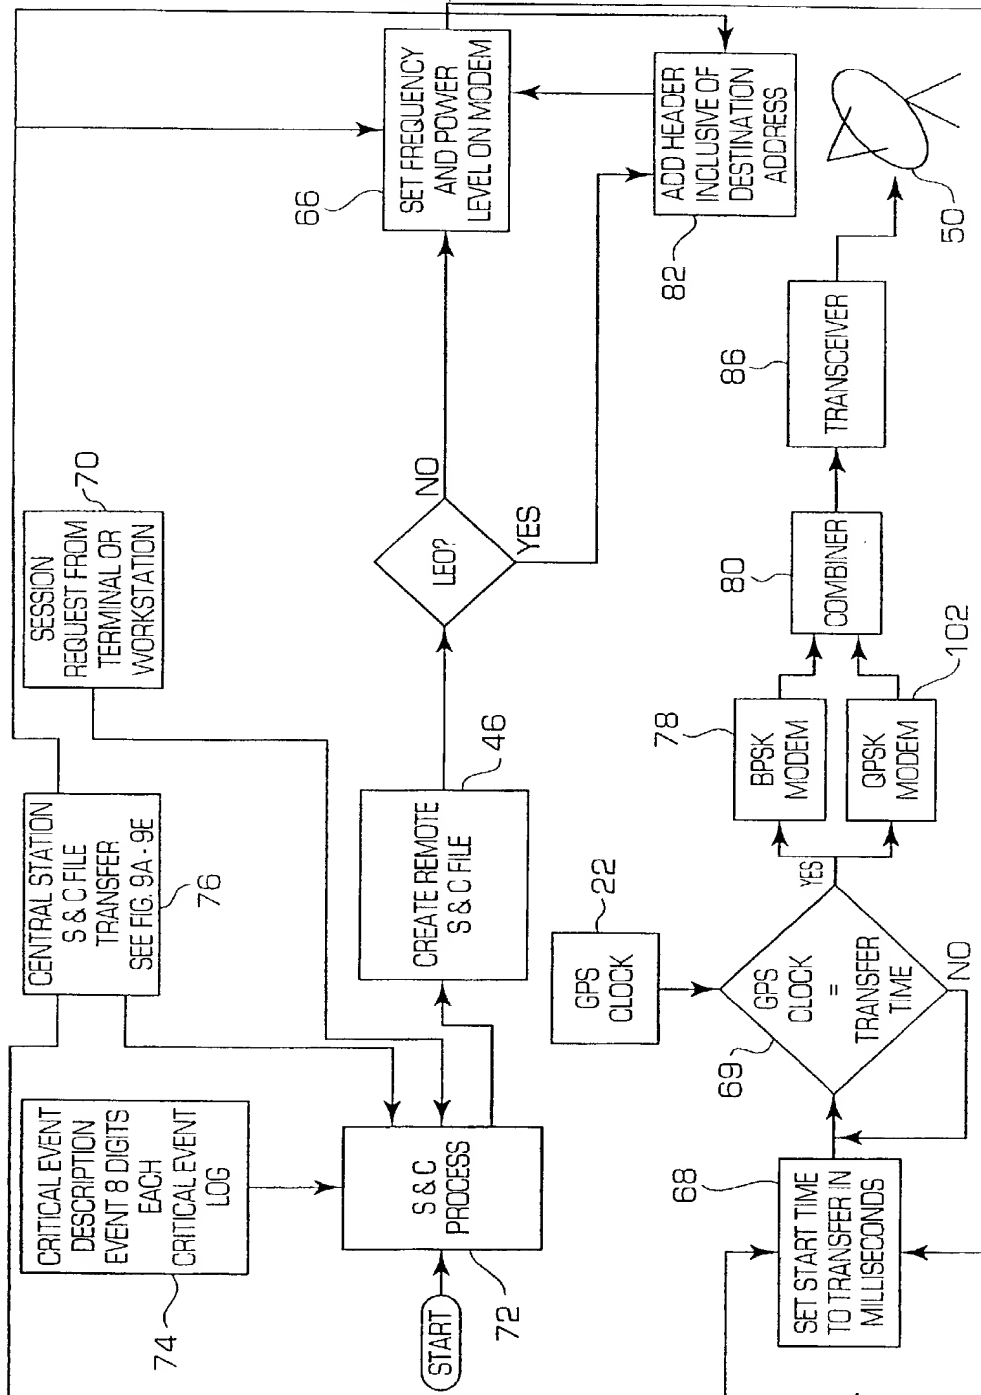 CRITICAL EVENT
DESCRIPTION
EVENT 8 DIGITS
EACH
CRITICAL EVENT
LOG
74
CENTRAL STATION
S & C FILE
TRANSFER
SEE FIG. 9A - 9E
76
SESSION
REQUEST FROM
TERMINAL OR
WORKSTATION
70
START
S & C
PROCESS
72
CREATE REMOTE
S & C FILE
46
LEO?
NO
YES
SET FREQUENCY
AND POWER
LEVEL ON MODEM
66
ADD HEADER
INCLUSIVE OF
DESTINATION
ADDRESS
82
GPS
CLOCK
22
SET START TIME
TO TRANSFER IN
MILLISECONDS
68
GPS
CLOCK
=
TRANSFER
TIME
69
YES
NO
BPSK
MODEM
78
QPSK
MODEM
102
COMBINER
80
TRANSCEIVER
86
50